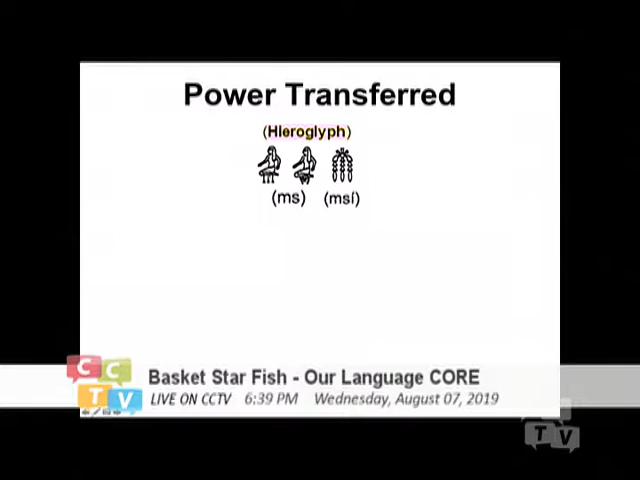 Power Transferred
(HIeroglyph)
(ms) (msí)
C C
T V
Basket Star Fish - Our Language CORE
LIVE ON CCTV 6:39 PM Wednesday, August 07, 2019
T V